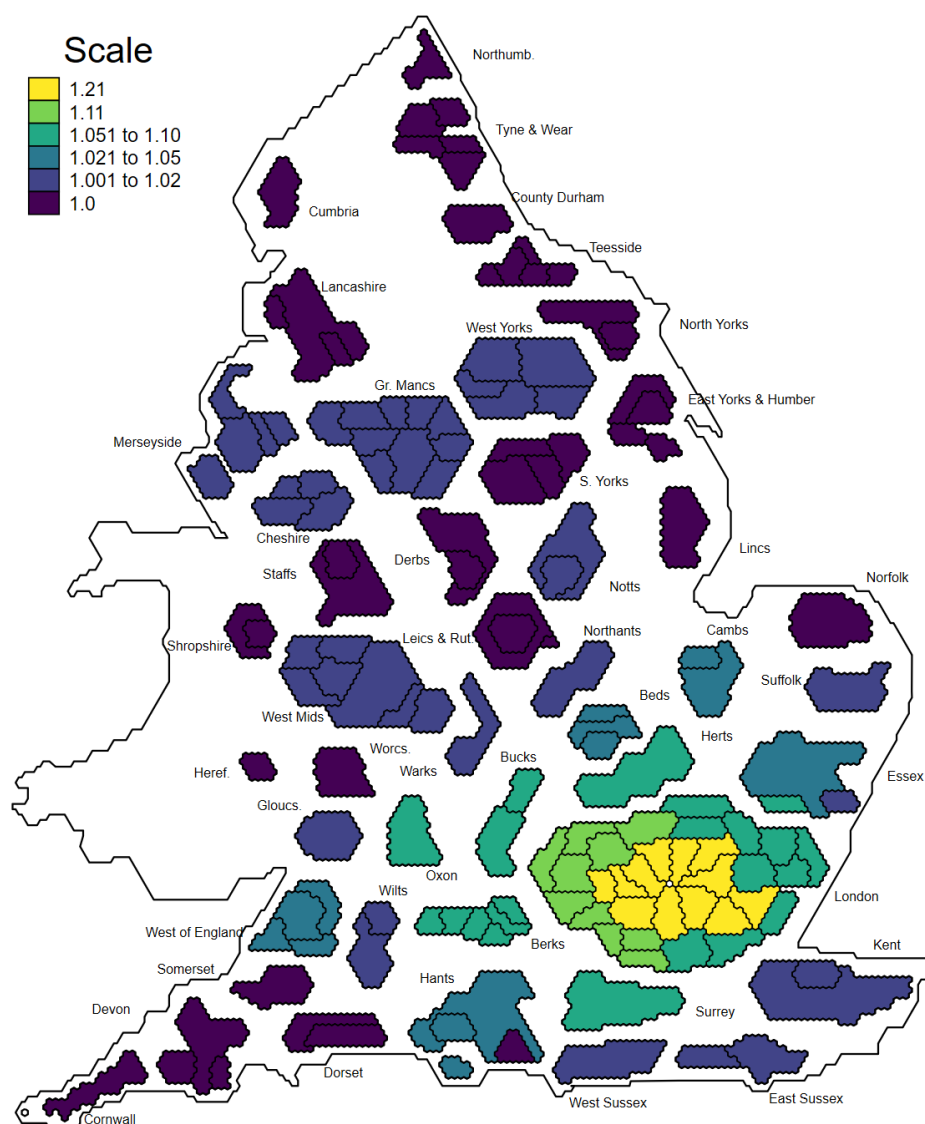 Scale
1.21
1.11
1.051 to 1.10
1.021 to 1.05
1.001 to 1.02
1.0
Northumb.
Tyne & Wear
County Durham
Cumbria
Teesside
Lancashire
North Yorks
West Yorks
Gr. Mancs
East Yorks & Humber
Merseyside
S. Yorks
Cheshire
Lincs
Derbs
Staffs
Notts
Norfolk
Northants
Cambs
Leics & Rut.
Shropshire
Suffolk
Beds
West Mids
Herts
Worcs.
Bucks
Heref.
Warks
Essex
Gloucs.
Oxon
Wilts
London
West of England
Berks
Kent
Somerset
Hants
Devon
Surrey
Dorset
East Sussex
West Sussex
Cornwall